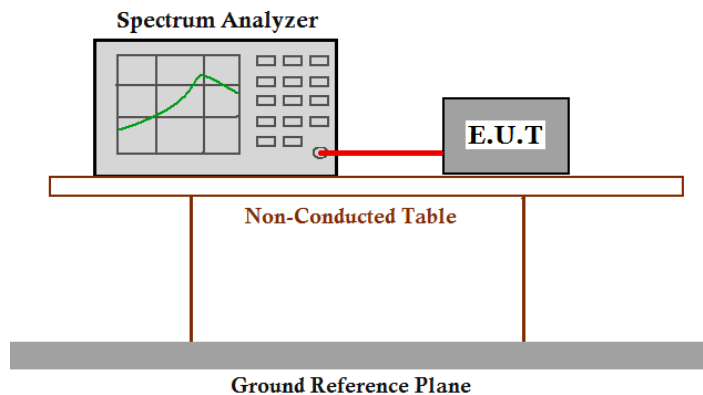 Spectrum Analyzer
E.U.T
Non-Conducted Table
Ground Reference Plane